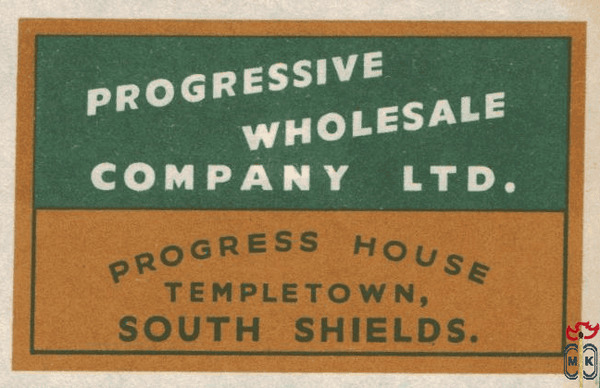 PROGRESSIVE
WHOLESALE
COMPANY LTD.
PROGRESS HOUSE
TEMPLETOWN,
SOUTH SHIELDS.
M K